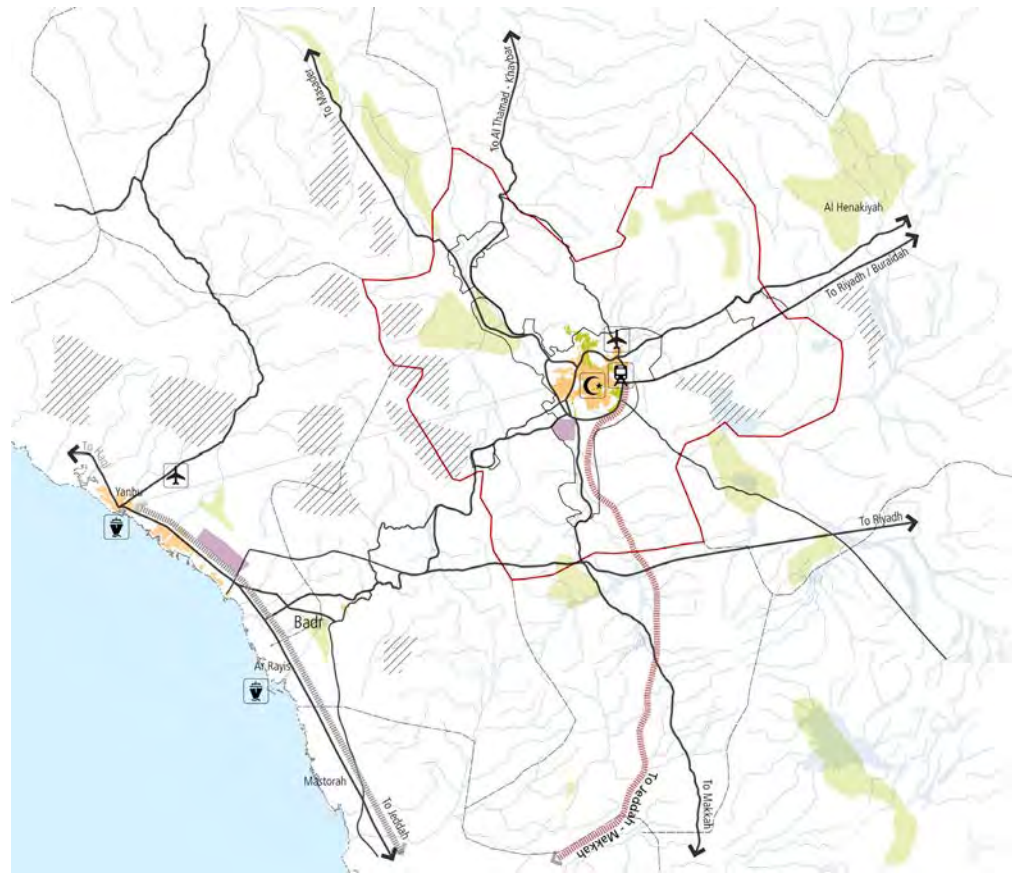 To Masader
To Al Thamad - Khaybar
Al Henakiyah
To Riyadh / Buraidah
Yanbu
To Riyadh
Badr
Ar Rayis
Mastorah
To Jeddah
To Jeddah - Makkah
To Makkah